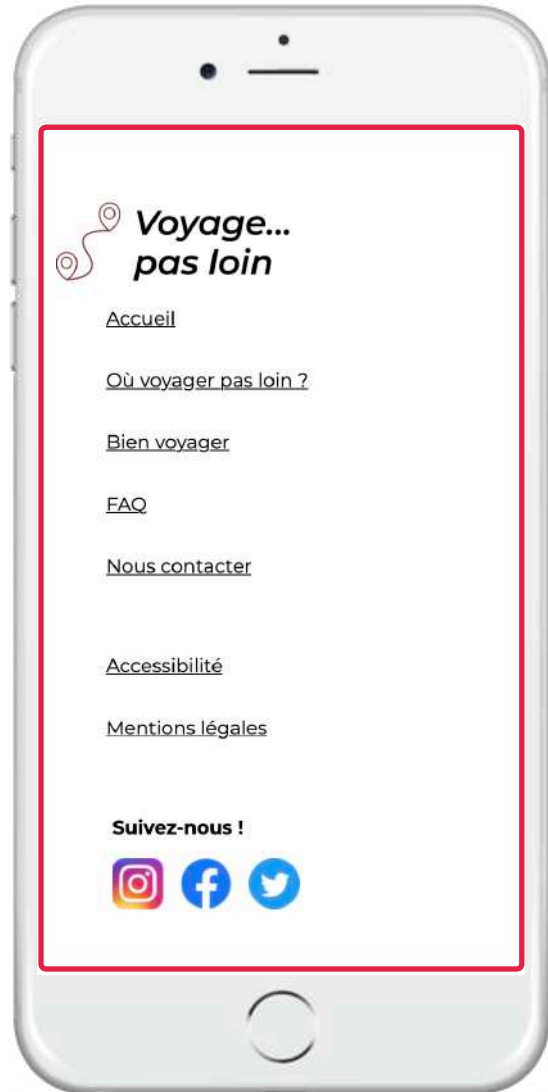 Voyage...
pas loin
Accueil
Où voyager pas loin ?
Bien voyager
FAQ
Nous contacter
Accessibilité
Mentions légales
Suivez-nous !